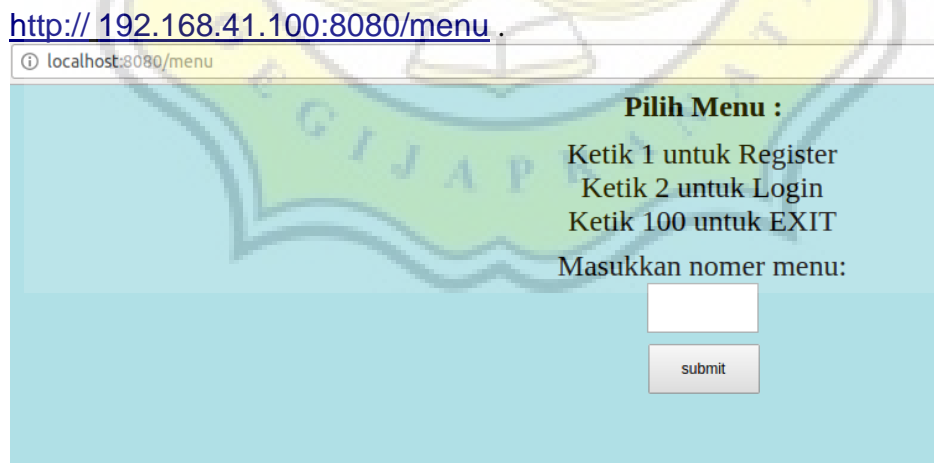 http:// 192.168.41.100:8080/menu .
localhost:8080/menu
Pilih Menu :
Ketik 1 untuk Register
Ketik 2 untuk Login
Ketik 100 untuk EXIT
Masukkan nomer menu:
submit
E G I J A P R A N A T